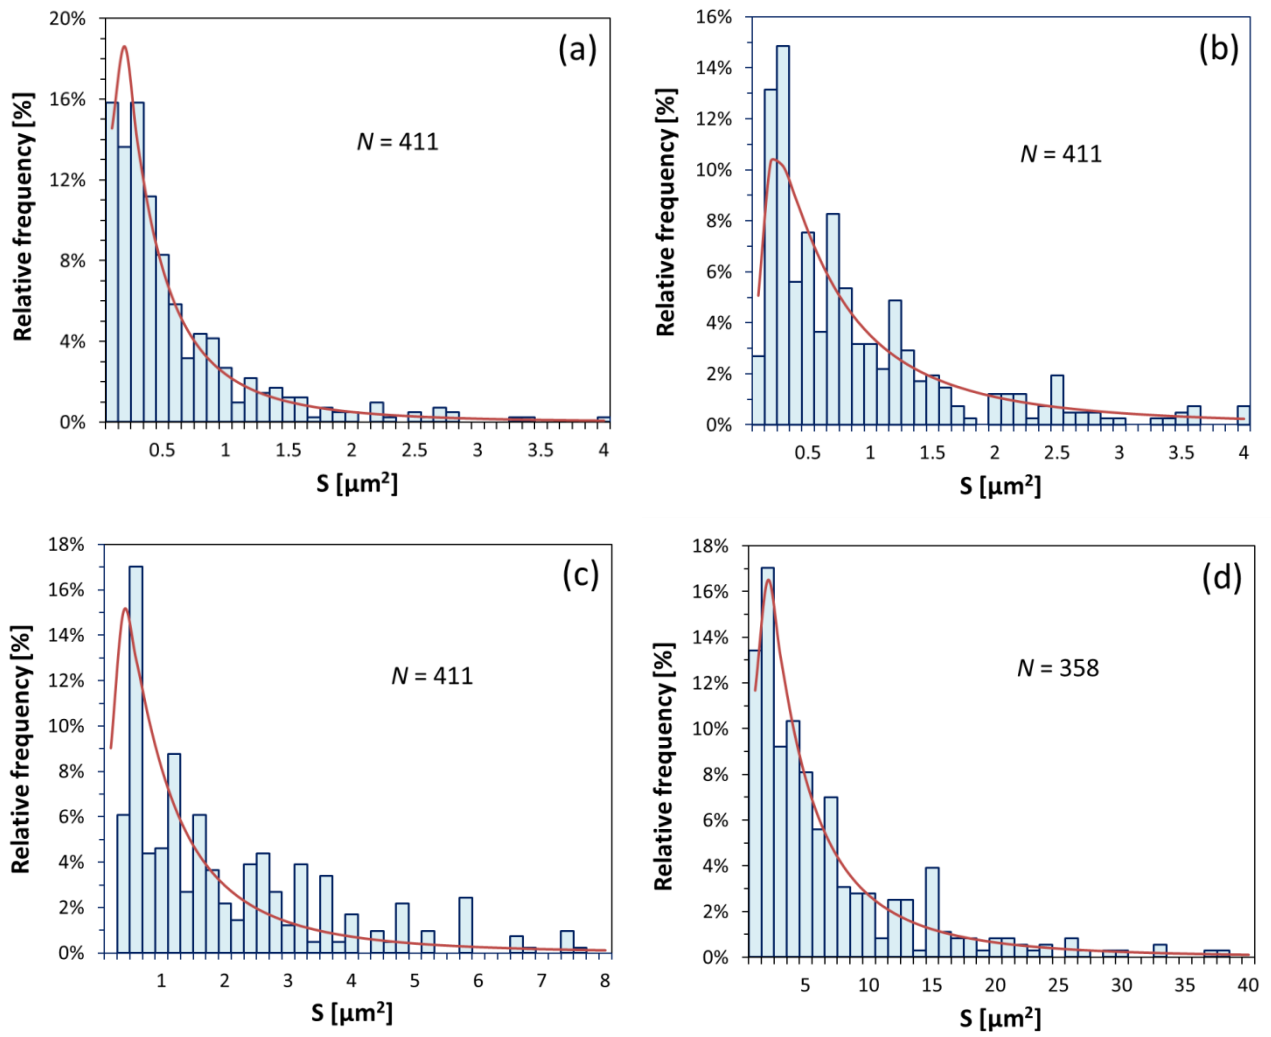 (a)
Relative frequency [%]
20%
16%
12%
8%
4%
0%
N = 411
0.5 1 1.5 2 2.5 3 3.5 4
S [µm²]
(b)
Relative frequency [%]
16%
14%
12%
10%
8%
6%
4%
2%
0%
N = 411
0.5 1 1.5 2 2.5 3 3.5 4
S [µm²]
(c)
Relative frequency [%]
18%
16%
14%
12%
10%
8%
6%
4%
2%
0%
N = 411
1 2 3 4 5 6 7 8
S [µm²]
(d)
Relative frequency [%]
18%
16%
14%
12%
10%
8%
6%
4%
2%
0%
N = 358
5 10 15 20 25 30 35 40
S [µm²]